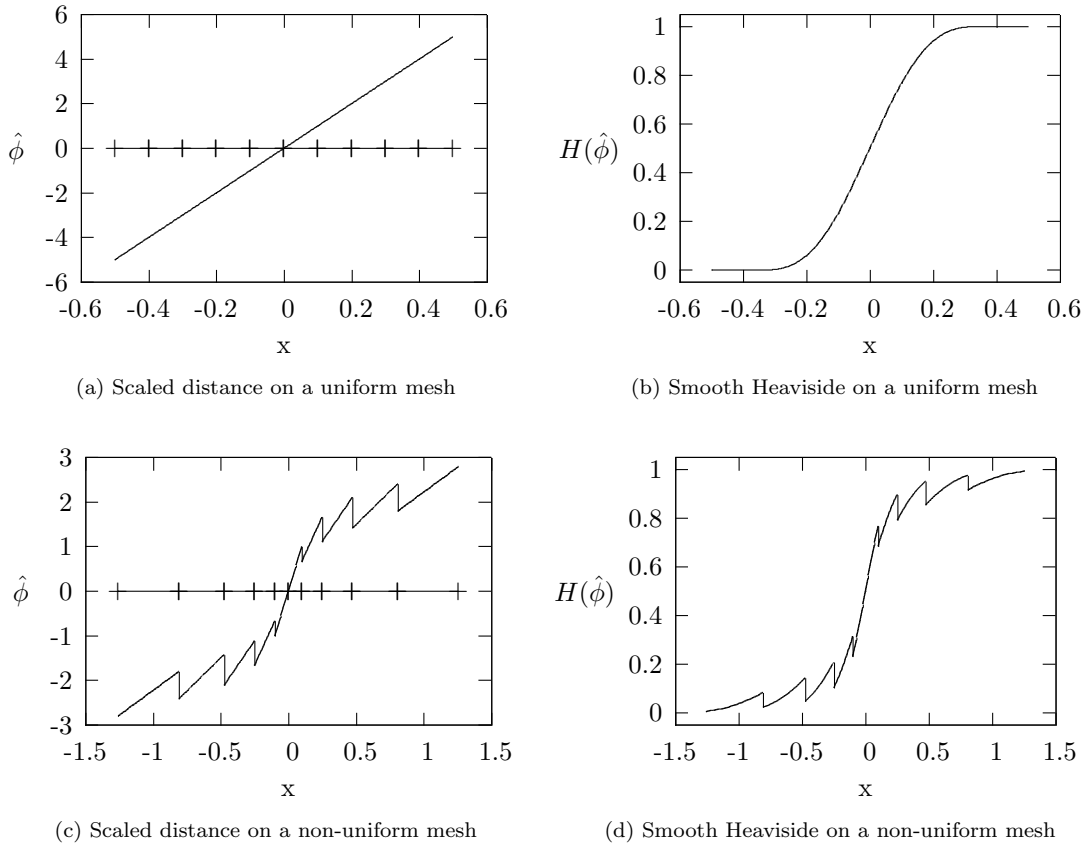 6
4
2
0
-2
-4
-6
-0.6 -0.4 -0.2 0 0.2 0.4 0.6
ϕ̂
x
(a) Scaled distance on a uniform mesh
1
0.8
0.6
0.4
0.2
0
-0.6 -0.4 -0.2 0 0.2 0.4 0.6
H(ϕ̂)
x
(b) Smooth Heaviside on a uniform mesh
3
2
1
0
-1
-2
-3
-1.5 -1 -0.5 0 0.5 1 1.5
ϕ̂
x
(c) Scaled distance on a non-uniform mesh
1
0.8
0.6
0.4
0.2
0
-1.5 -1 -0.5 0 0.5 1 1.5
H(ϕ̂)
x
(d) Smooth Heaviside on a non-uniform mesh